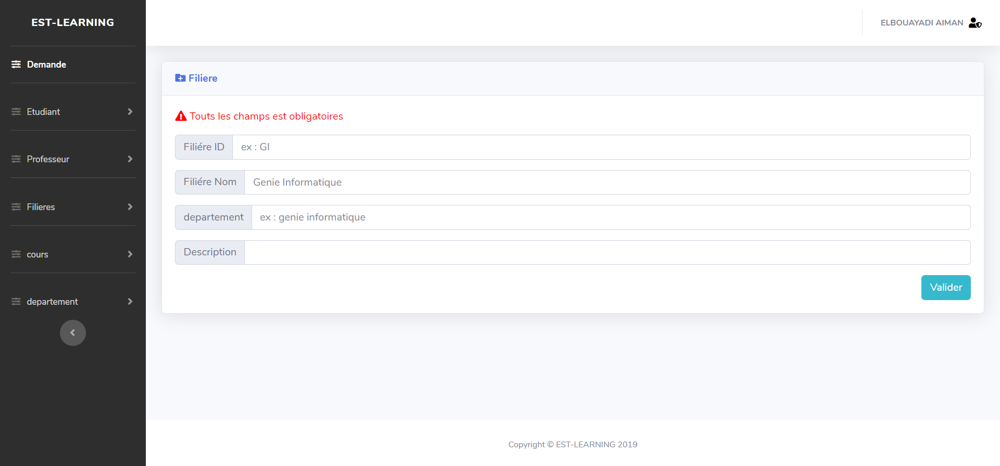 EST-LEARNING
ELBOUAYADI AIMAN
Demande
Etudiant
Professeur
Filieres
cours
departement
Filiere
Touts les champs est obligatoires
Filiére ID
ex : GI
Filiére Nom
Genie Informatique
departement
ex : genie informatique
Description
Valider
Copyright © EST-LEARNING 2019